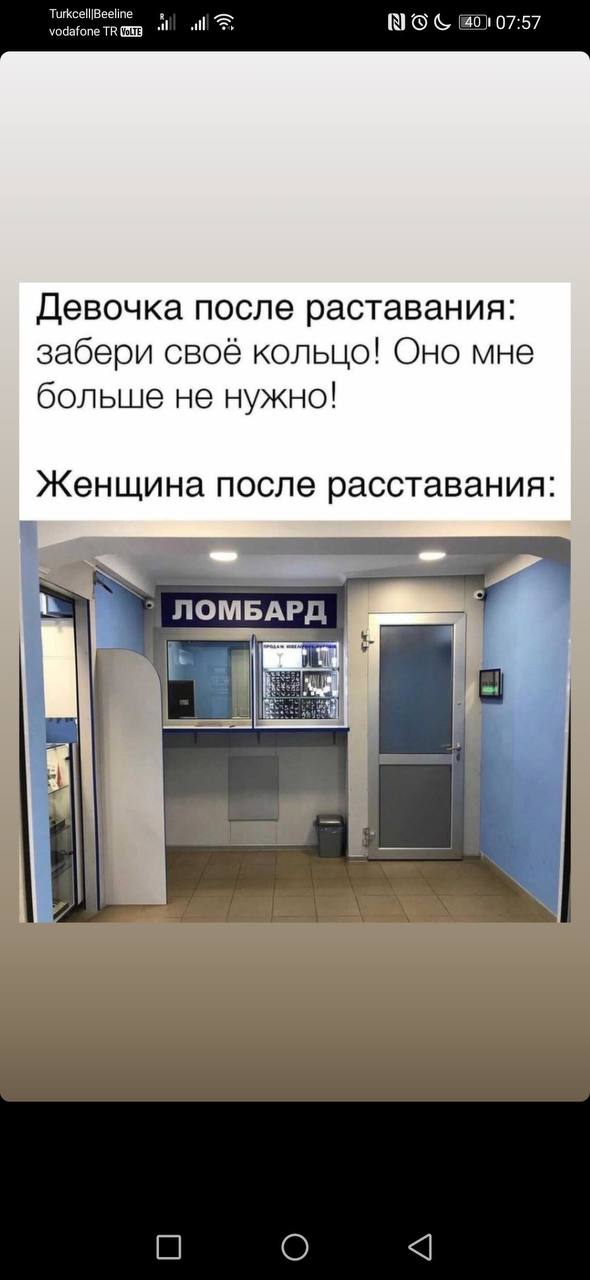 Turkcell|Beeline
vodafone TR VoLTE
R
40
07:57
Девочка после раставания:
забери своё кольцо! Оно мне
больше не нужно!
Женщина после расставания:
ЛОМБАРД